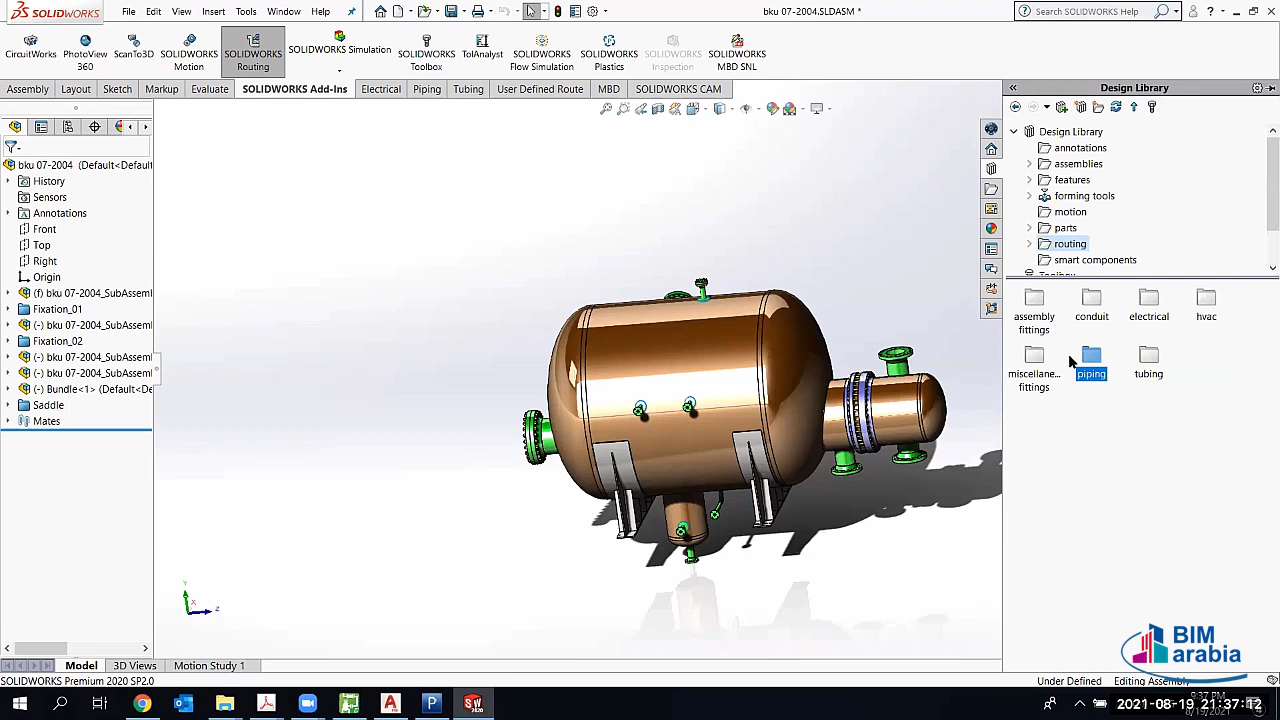 SOLIDWORKS
File
Edit
View
Insert
Tools
Window
Help
bku 07-2004.SLDASM *
Search SOLIDWORKS Help
CircuitWorks
PhotoView 360
ScanTo3D
SOLIDWORKS Motion
SOLIDWORKS Routing
SOLIDWORKS Simulation
SOLIDWORKS Toolbox
TolAnalyst
SOLIDWORKS Flow Simulation
SOLIDWORKS Plastics
SOLIDWORKS Inspection
SOLIDWORKS MBD SNL
Assembly
Layout
Sketch
Markup
Evaluate
SOLIDWORKS Add-Ins
Electrical
Piping
Tubing
User Defined Route
MBD
SOLIDWORKS CAM
Design Library
bku 07-2004 (Default<Default
History
Sensors
Annotations
Front
Top
Right
Origin
(f) bku 07-2004_SubAssembl
Fixation_01
(-) bku 07-2004_SubAssembl
Fixation_02
(-) bku 07-2004_SubAssembl
(-) bku 07-2004_SubAssembl
(-) Bundle<1> (Default<De
Saddle
Mates
Design Library
annotations
assemblies
features
forming tools
motion
parts
routing
smart components
assembly fittings
conduit
electrical
hvac
miscellane... fittings
piping
tubing
Y
X
Z
BIM
arabia
Model
3D Views
Motion Study 1
SOLIDWORKS Premium 2020 SP2.0
Under Defined
Editing Assembly
9:37 PM
8/19/2021
2021-08-19 21:37:12